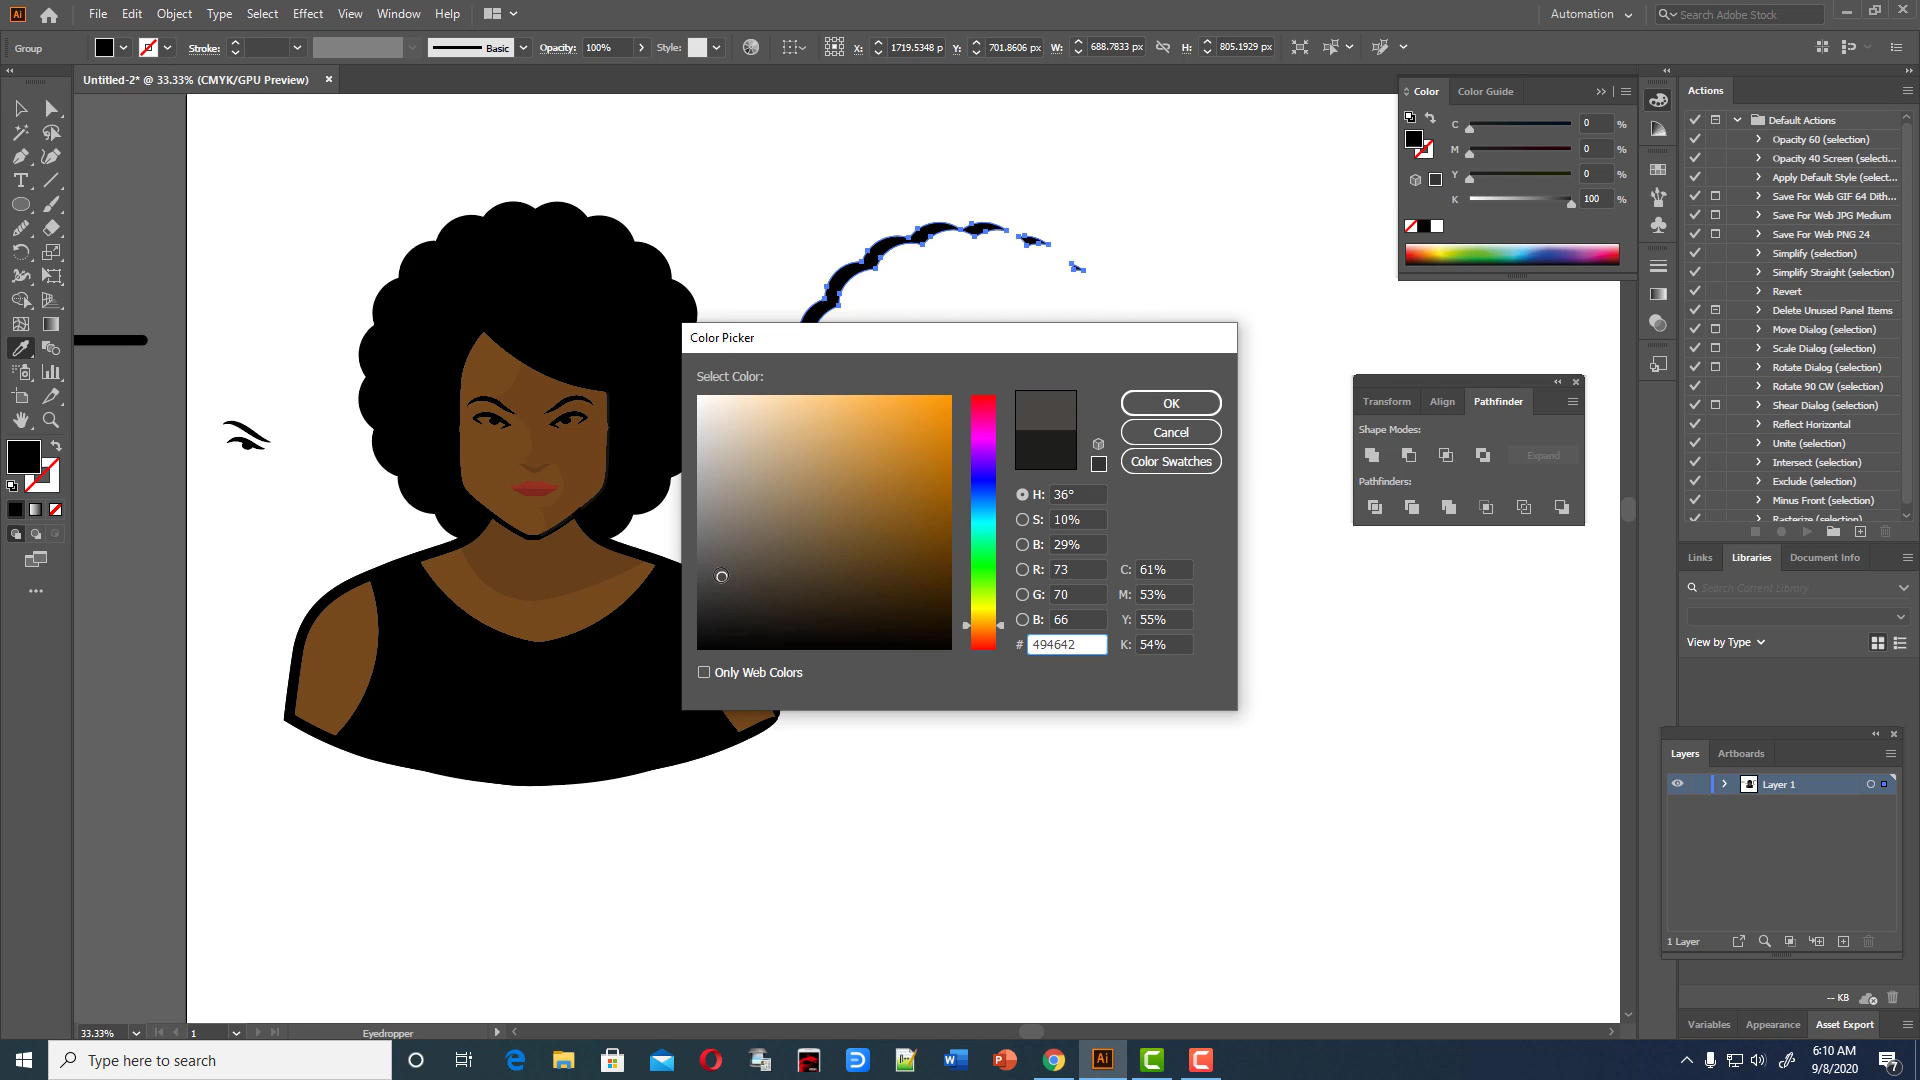 Ai File Edit Object Type Select Effect View Window Help Automation Search Adobe Stock
Group Stroke: Basic Opacity: 100% Style: X: 1719.5348 p Y: 701.8606 px W: 688.7833 px H: 805.1929 px
Untitled-2* @ 33.33% (CMYK/GPU Preview)
Color Color Guide
C 0 %
M 0 %
Y 0 %
K 100 %
Actions
Default Actions
Opacity 60 (selection)
Opacity 40 Screen (selecti...
Apply Default Style (select...
Save For Web GIF 64 Dith...
Save For Web JPG Medium
Save For Web PNG 24
Simplify (selection)
Simplify Straight (selection)
Revert
Delete Unused Panel Items
Move Dialog (selection)
Scale Dialog (selection)
Rotate Dialog (selection)
Rotate 90 CW (selection)
Shear Dialog (selection)
Reflect Horizontal
Unite (selection)
Intersect (selection)
Exclude (selection)
Minus Front (selection)
Rasterize (selection)
Color Picker
Select Color:
OK
Cancel
Color Swatches
H: 36°
S: 10%
B: 29%
R: 73 C: 61%
G: 70 M: 53%
B: 66 Y: 55%
# 494642 K: 54%
Only Web Colors
Transform Align Pathfinder
Shape Modes:
Expand
Pathfinders:
Links Libraries Document Info
Search Current Library
View by Type
Layers Artboards
Layer 1
1 Layer
-- KB
Variables Appearance Asset Export
33.33% 1 Eyedropper
Type here to search
Ai
6:10 AM
9/8/2020
7